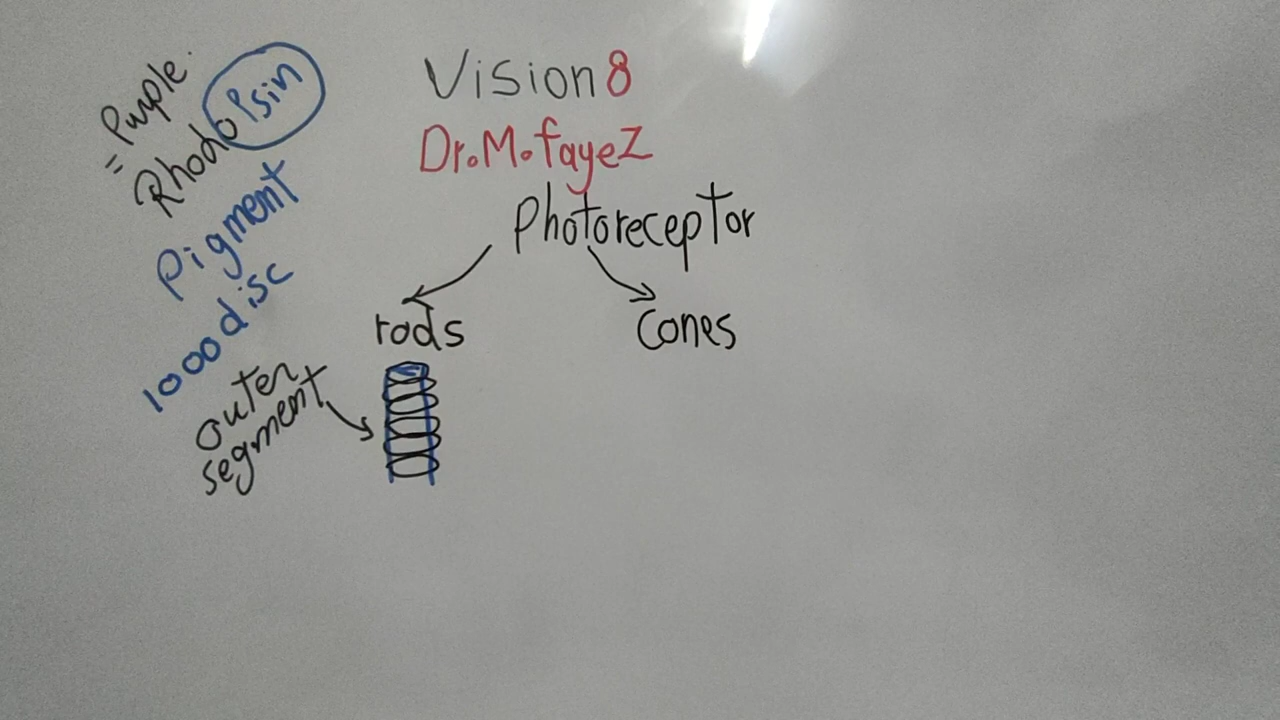 Vision 8
Dr.M.fayeZ
Photoreceptor
rods
Cones
= Purple.
RhodoPsin
Pigment
1000 disc
outer
segment